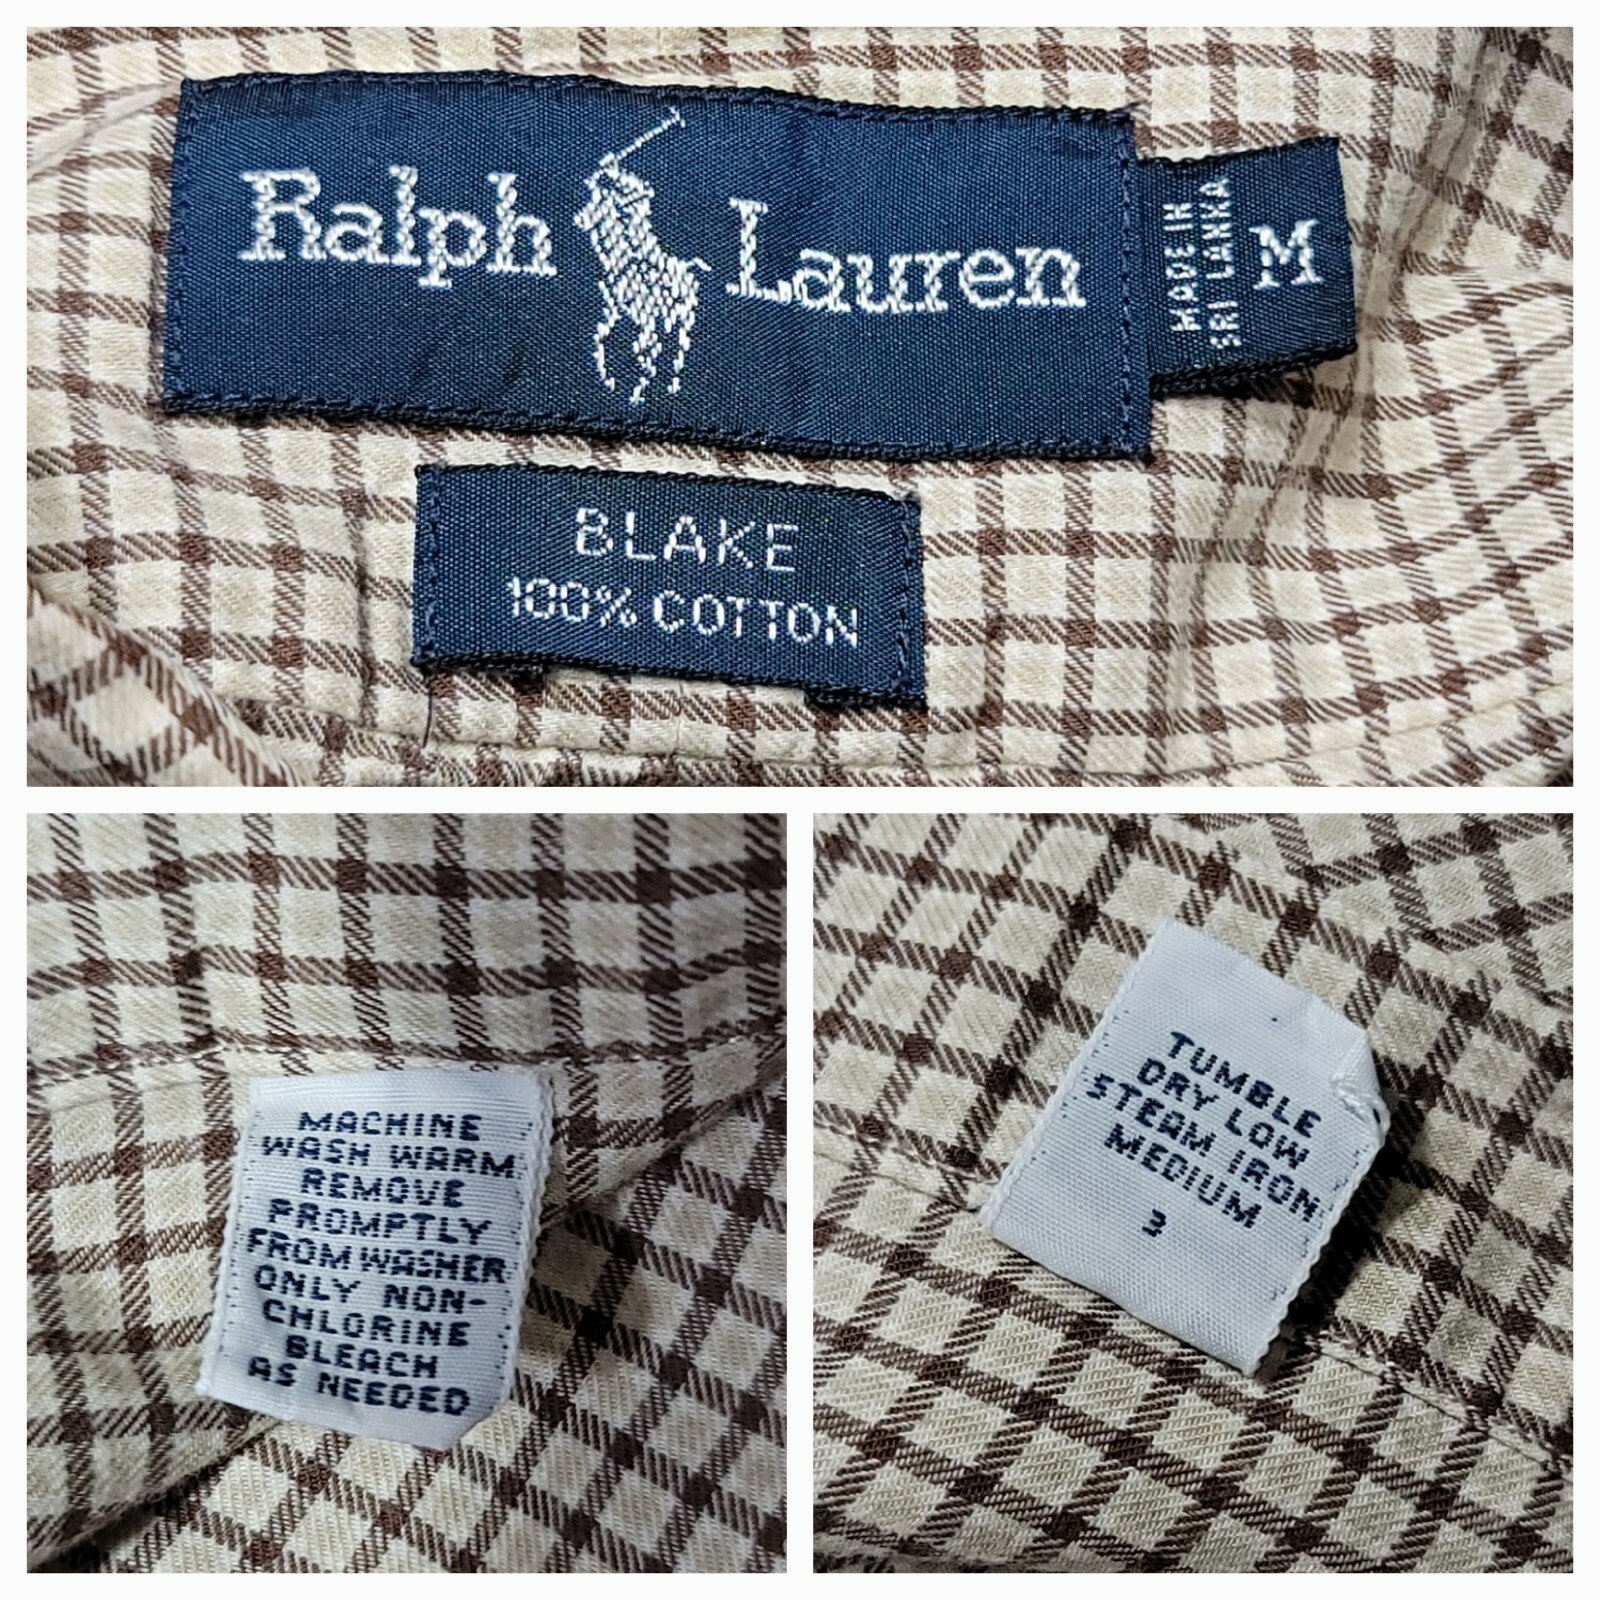 Ralph Lauren
MADE IN
SRI LANKA
M
BLAKE
100% COTTON
MACHINE
WASH WARM
REMOVE
PROMPTLY
FROM WASHER
ONLY NON-
CHLORINE
BLEACH
AS NEEDED
TUMBLE
DRY LOW
STEAM IRON
MEDIUM
3